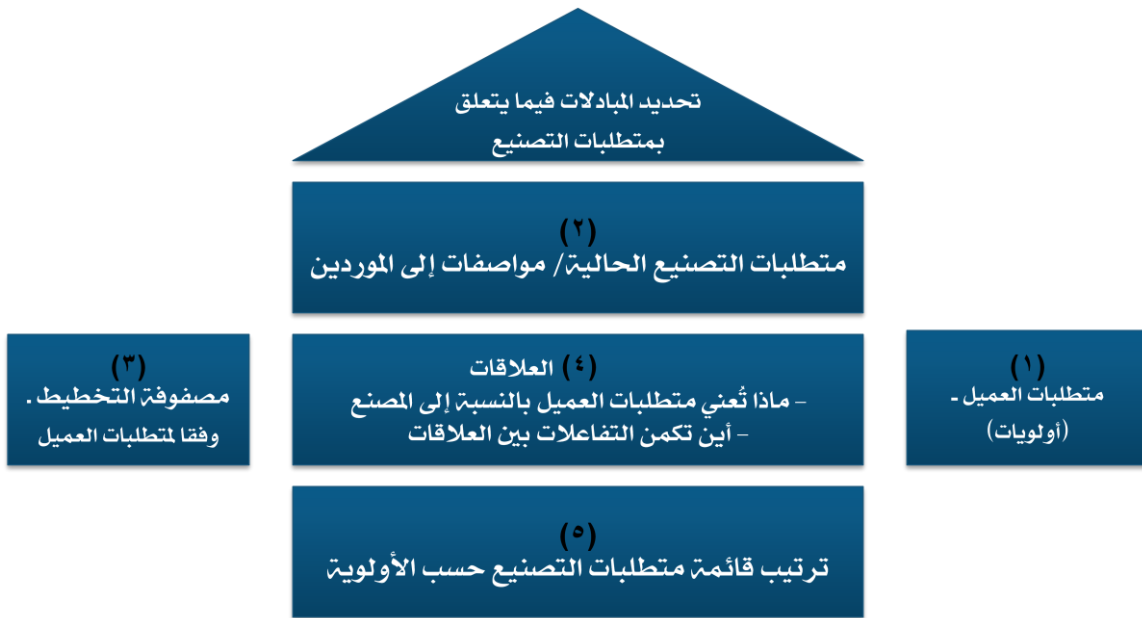 تحديد المبادلات فيما يتعلق
بمتطلبات التصنيع
(٢)
متطلبات التصنيع الحالية/ مواصفات إلى الموردين
(١)
متطلبات العميل -
(أولويات)
(٤) العلاقات
– ماذا تُعني متطلبات العميل بالنسبة إلى المصنع
– أين تكمن التفاعلات بين العلاقات
(٣)
مصفوفة التخطيط .
وفقا لمتطلبات العميل
(٥)
ترتيب قائمة متطلبات التصنيع حسب الأولوية